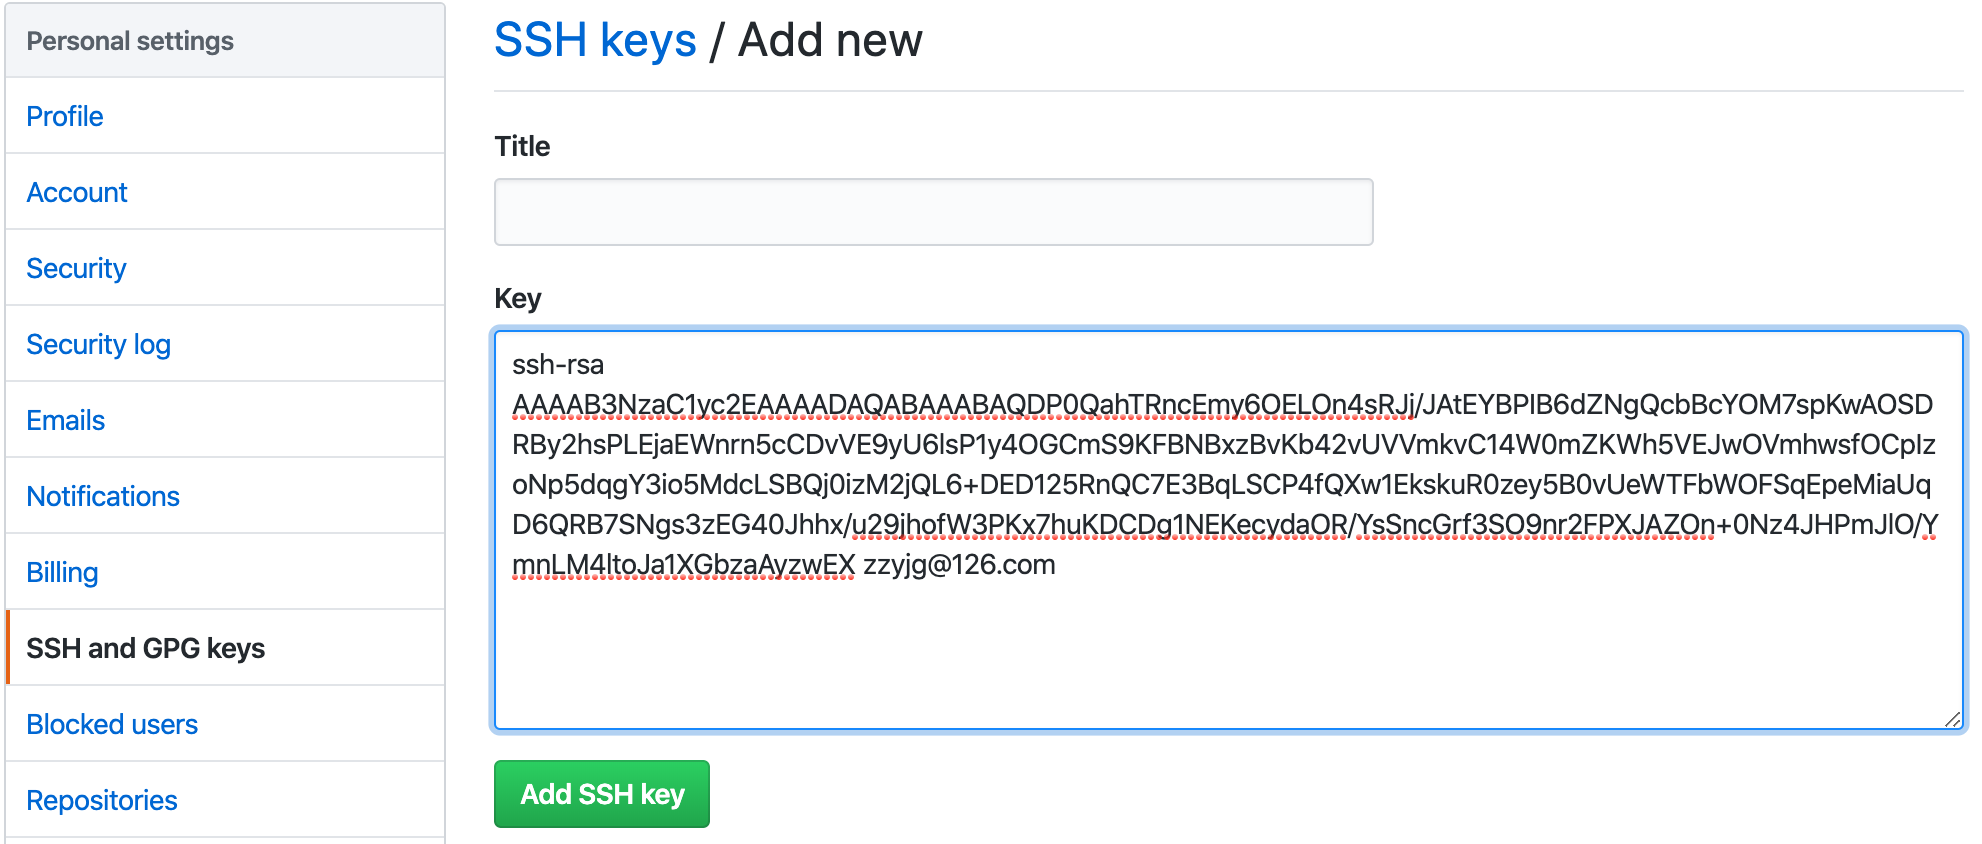 Personal settings
Profile
Account
Security
Security log
Emails
Notifications
Billing
SSH and GPG keys
Blocked users
Repositories
SSH keys / Add new
Title
Key
ssh-rsa
AAAAB3NzaC1yc2EAAAADAQABAAABAQDP0QahTRncEmy6OELOn4sRJj/JAtEYBPIB6dZNgQcbBcYOM7spKwAOSD
RBy2hsPLEjaEWnrn5cCDvVE9yU6lsP1y4OGCmS9KFBNBxzBvKb42vUVVmkvC14W0mZKWh5VEJwOVmhwsfOCpIz
oNp5dqgY3io5MdcLSBQj0izM2jQL6+DED125RnQC7E3BqLSCP4fQXw1EkskuR0zey5B0vUeWTFbWOFSqEpeMiaUq
D6QRB7SNgs3zEG40Jhhx/u29jhofW3PKx7huKDCDg1NEKecydaOR/YsSncGrf3SO9nr2FPXJAZOn+0Nz4JHPmJlO/Y
mnLM4ltoJa1XGbzaAyzwEX zzyjg@126.com
Add SSH key